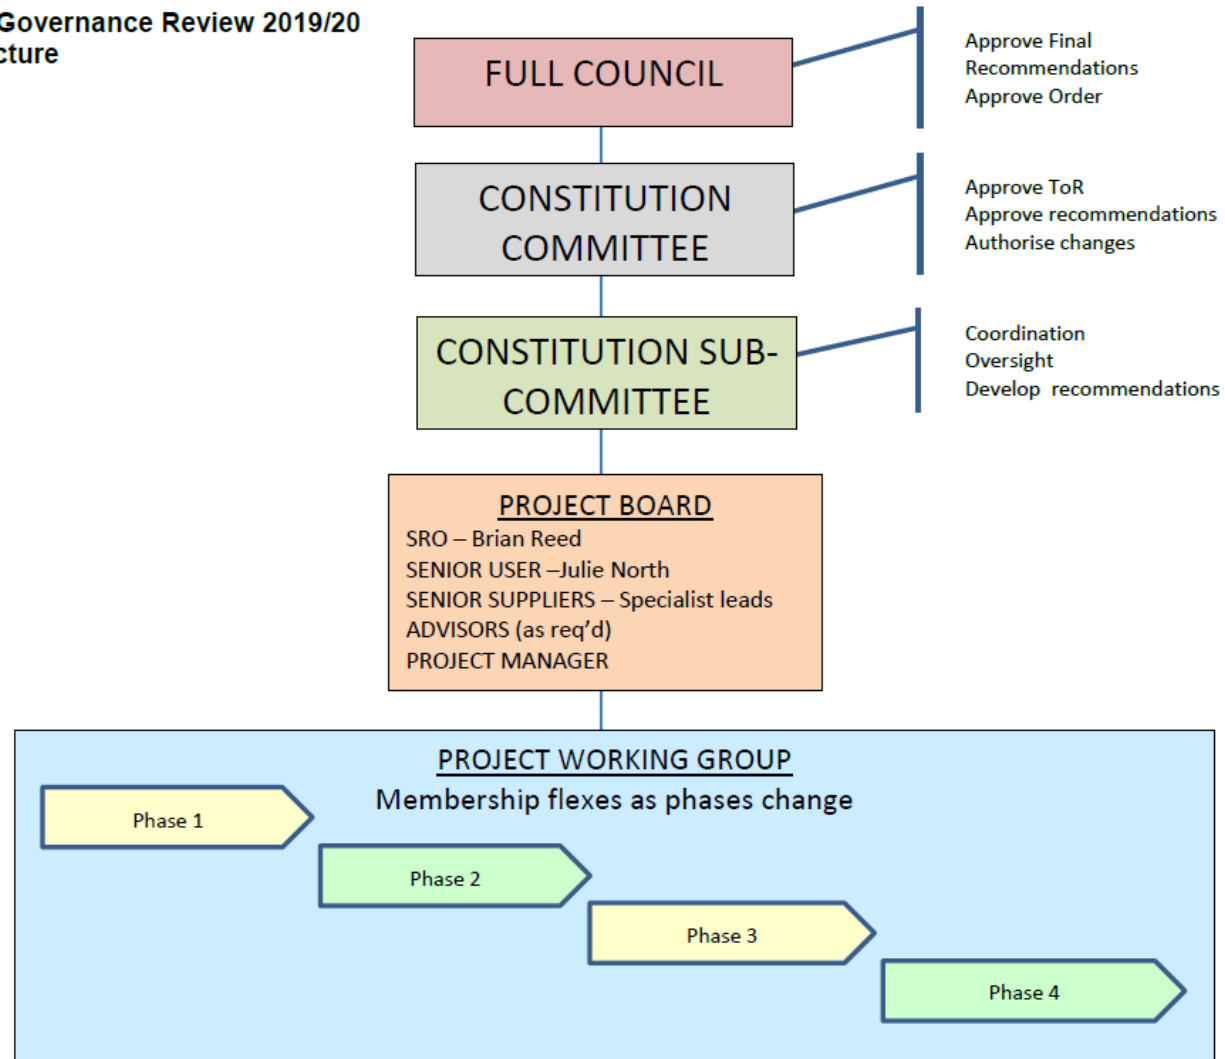 Governance Review 2019/20
cture
FULL COUNCIL
Approve Final
Recommendations
Approve Order
CONSTITUTION
COMMITTEE
Approve ToR
Approve recommendations
Authorise changes
CONSTITUTION SUB-
COMMITTEE
Coordination
Oversight
Develop recommendations
PROJECT BOARD
SRO – Brian Reed
SENIOR USER –Julie North
SENIOR SUPPLIERS – Specialist leads
ADVISORS (as req’d)
PROJECT MANAGER
PROJECT WORKING GROUP
Membership flexes as phases change
Phase 1
Phase 2
Phase 3
Phase 4